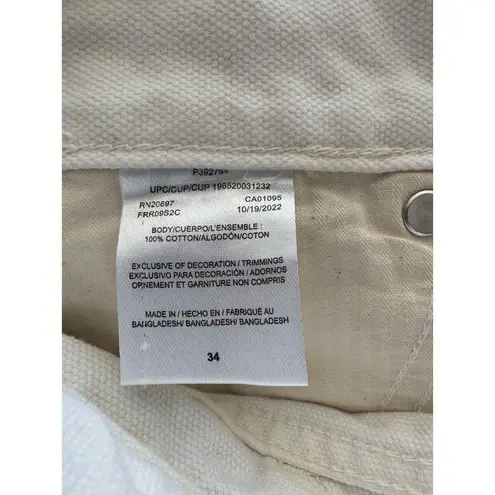 P392764
UPC/CUP/CUP 196520031232
RN20897 CA01095
FRR09S2C 10/19/2022
BODY/CUERPO/L'ENSEMBLE :
100% COTTON/ALGODÓN/COTON
EXCLUSIVE OF DECORATION / TRIMMINGS
EXCLUSIVO PARA DECORACIÓN / ADORNOS
ORNEMENT ET GARNITURE NON COMPRIS
MADE IN / HECHO EN / FABRIQUÉ AU
BANGLADESH/ BANGLADESH/ BANGLADESH
34